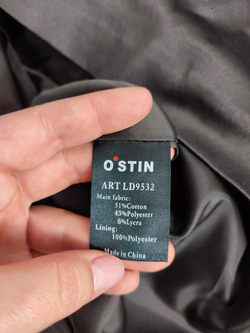 O'STIN
ART LD9532
Main fabric:
51%Cotton
43%Polyester
6%Lycra
Lining:
100%Polyester
Made in China